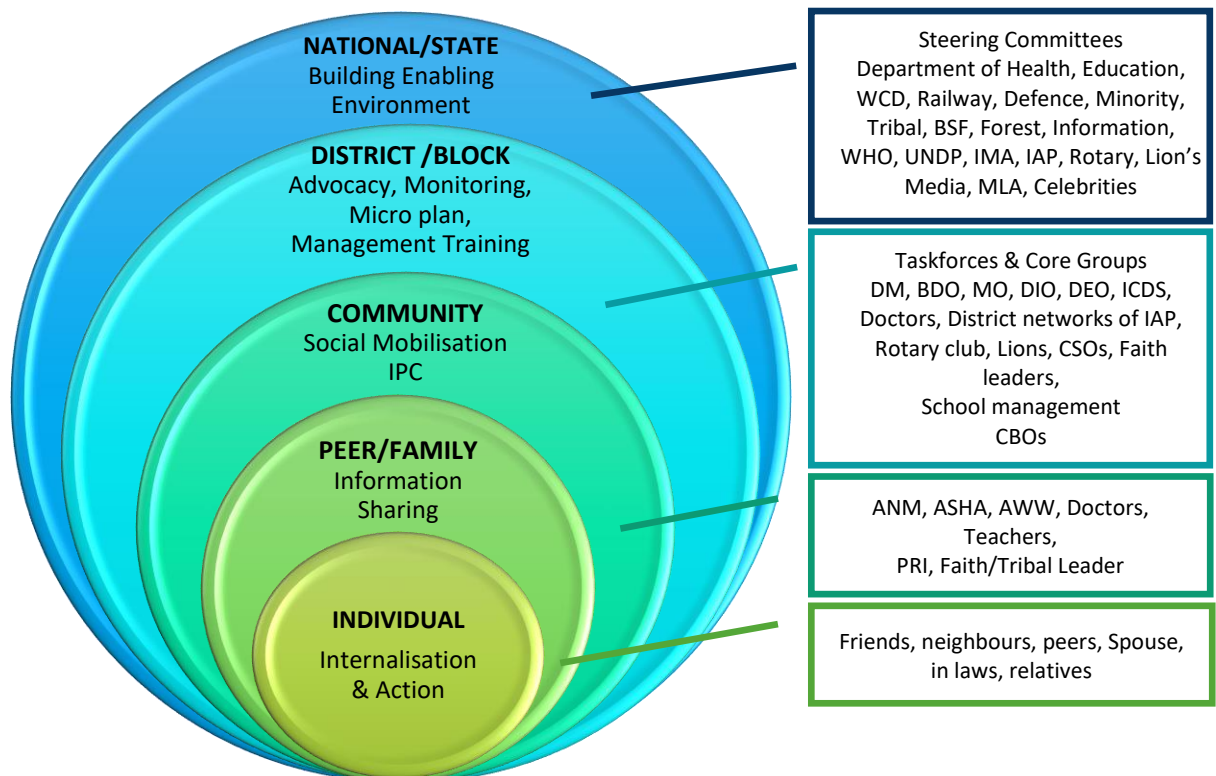 NATIONAL/STATE
Building Enabling
Environment
DISTRICT /BLOCK
Advocacy, Monitoring,
Micro plan,
Management Training
COMMUNITY
Social Mobilisation
IPC
PEER/FAMILY
Information
Sharing
INDIVIDUAL
Internalisation
& Action
Steering Committees
Department of Health, Education,
WCD, Railway, Defence, Minority,
Tribal, BSF, Forest, Information,
WHO, UNDP, IMA, IAP, Rotary, Lion's
Media, MLA, Celebrities
Taskforces & Core Groups
DM, BDO, MO, DIO, DEO, ICDS,
Doctors, District networks of IAP,
Rotary club, Lions, CSOs, Faith
leaders,
School management
CBOs
ANM, ASHA, AWW, Doctors,
Teachers,
PRI, Faith/Tribal Leader
Friends, neighbours, peers, Spouse,
in laws, relatives